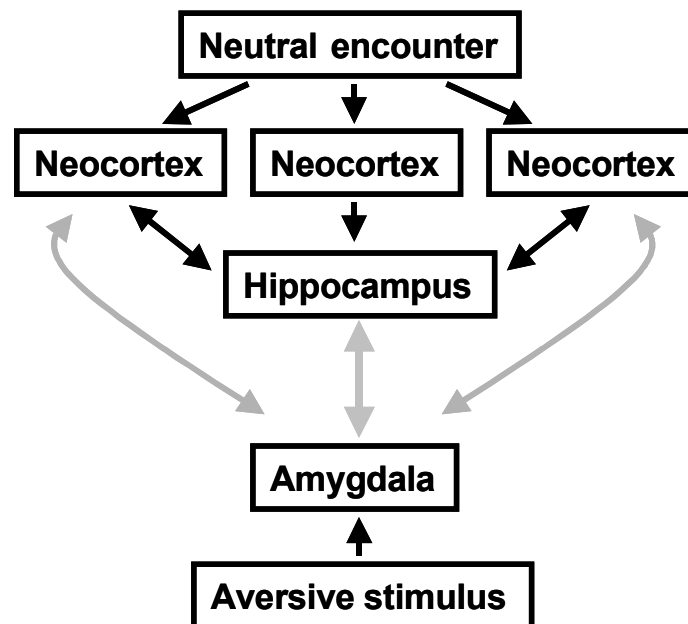 Neutral encounter
Neocortex
Neocortex
Neocortex
Hippocampus
Amygdala
Aversive stimulus